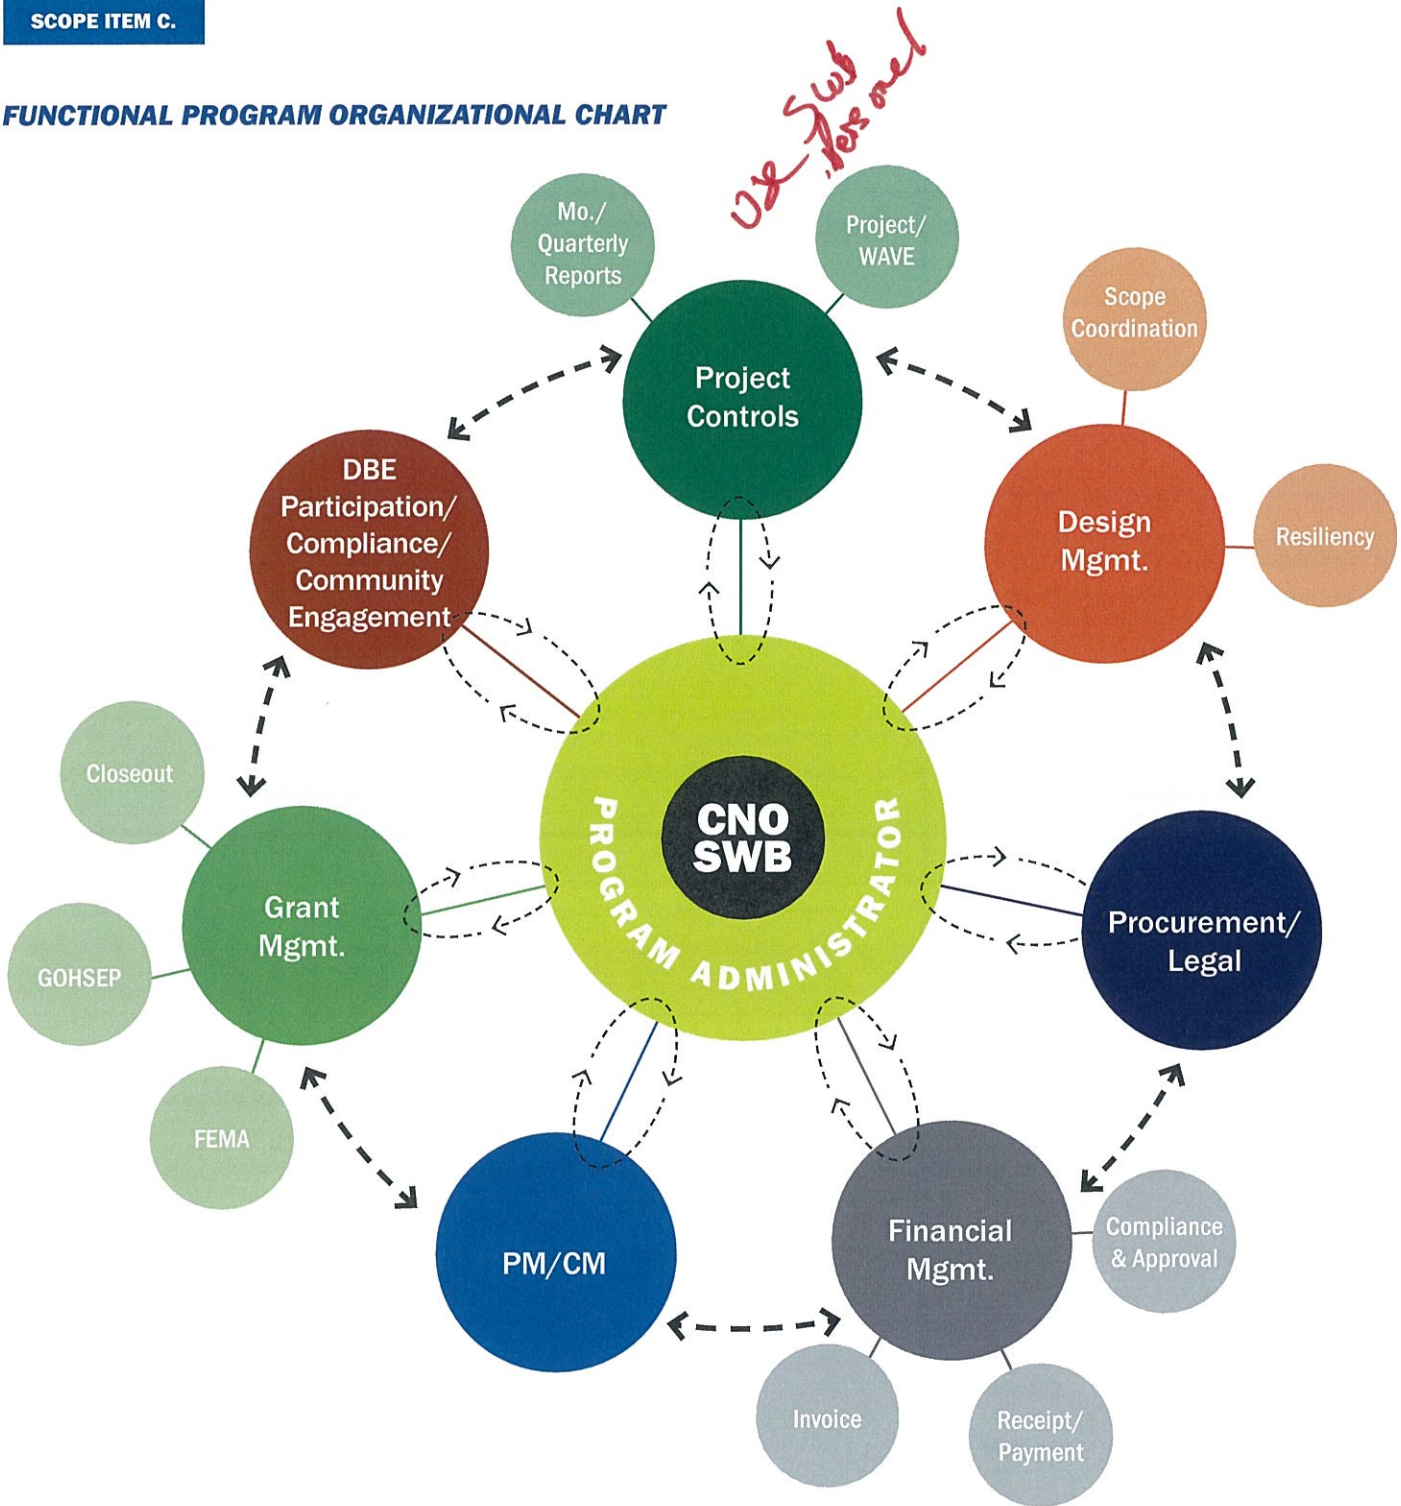 SCOPE ITEM C.
FUNCTIONAL PROGRAM ORGANIZATIONAL CHART
Use SWB
Personel
Mo./
Quarterly
Reports
Project/
WAVE
Project
Controls
Scope
Coordination
Design
Mgmt.
Resiliency
DBE
Participation/
Compliance/
Community
Engagement
Closeout
Grant
Mgmt.
GOHSEP
FEMA
CNO
SWB
PROGRAM ADMINISTRATOR
Procurement/
Legal
PM/CM
Financial
Mgmt.
Compliance
& Approval
Invoice
Receipt/
Payment